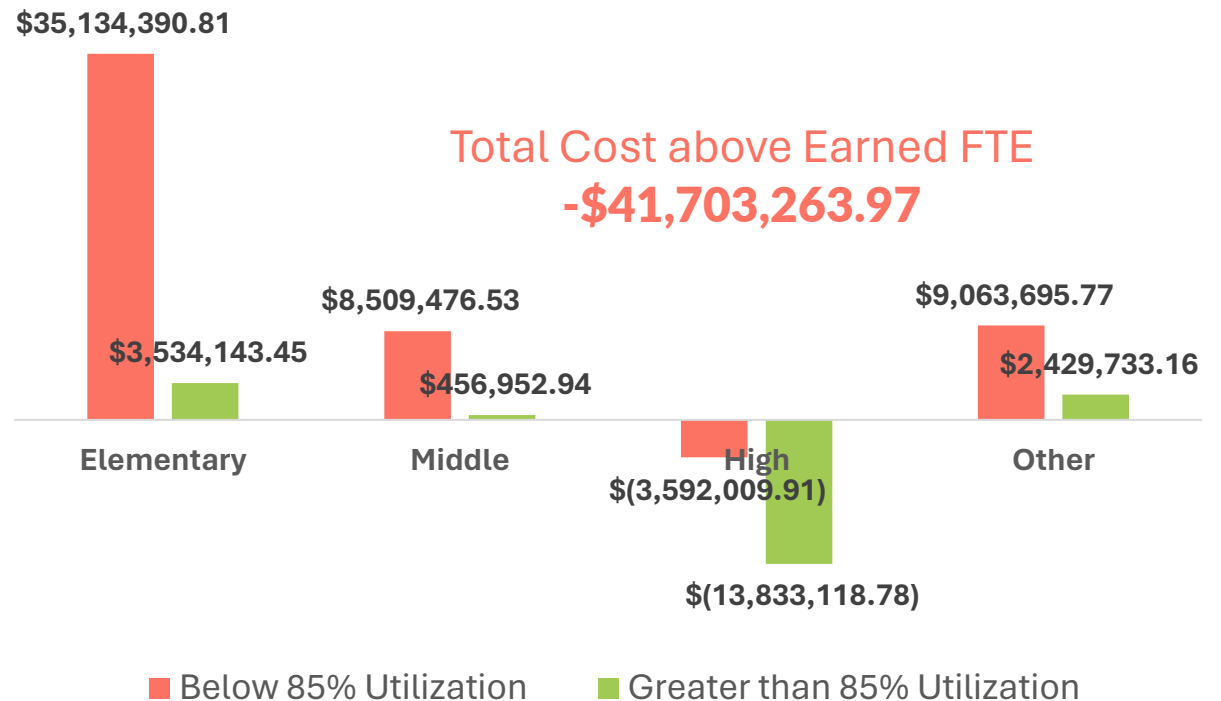 $35,134,390.81
Total Cost above Earned FTE
-$41,703,263.97
$8,509,476.53
$9,063,695.77
$3,534,143.45
$456,952.94
$2,429,733.16
Elementary
Middle
High
Other
$(3,592,009.91)
$(13,833,118.78)
Below 85% Utilization
Greater than 85% Utilization